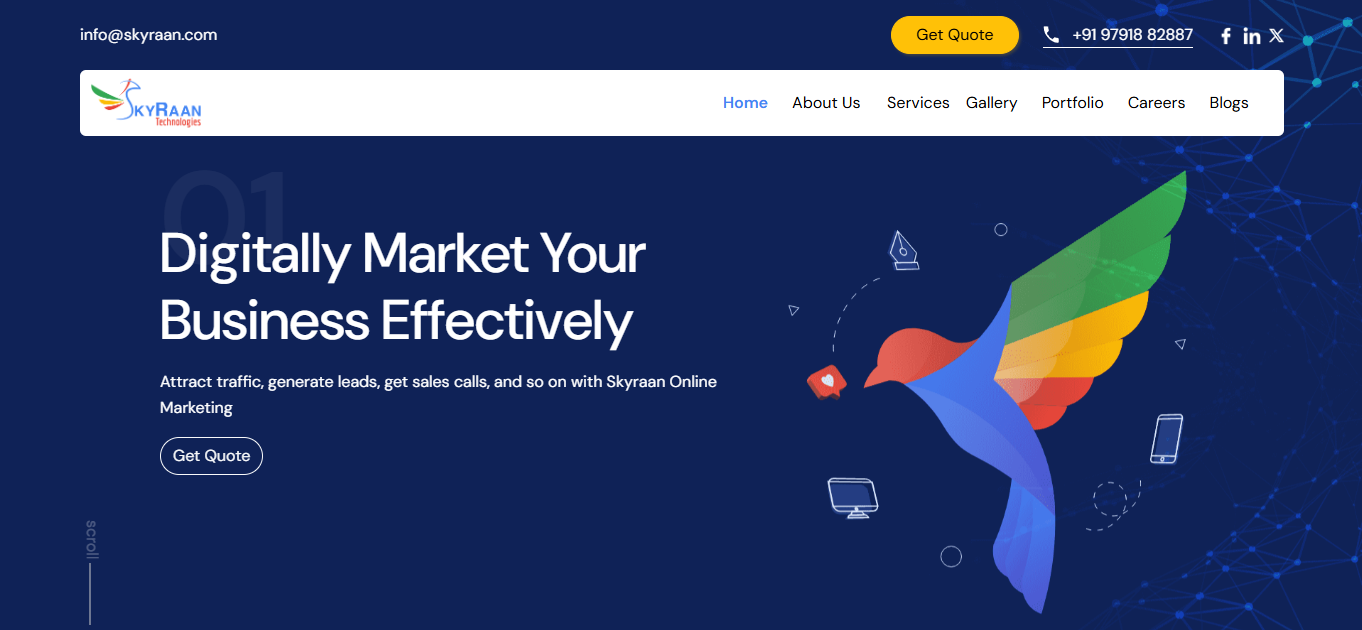 info@skyraan.com
Get Quote
+91 97918 82887
SKYRAAN
Technologies
Home
About Us
Services
Gallery
Portfolio
Careers
Blogs
01
Digitally Market Your
Business Effectively
Attract traffic, generate leads, get sales calls, and so on with Skyraan Online
Marketing
Get Quote
scroll